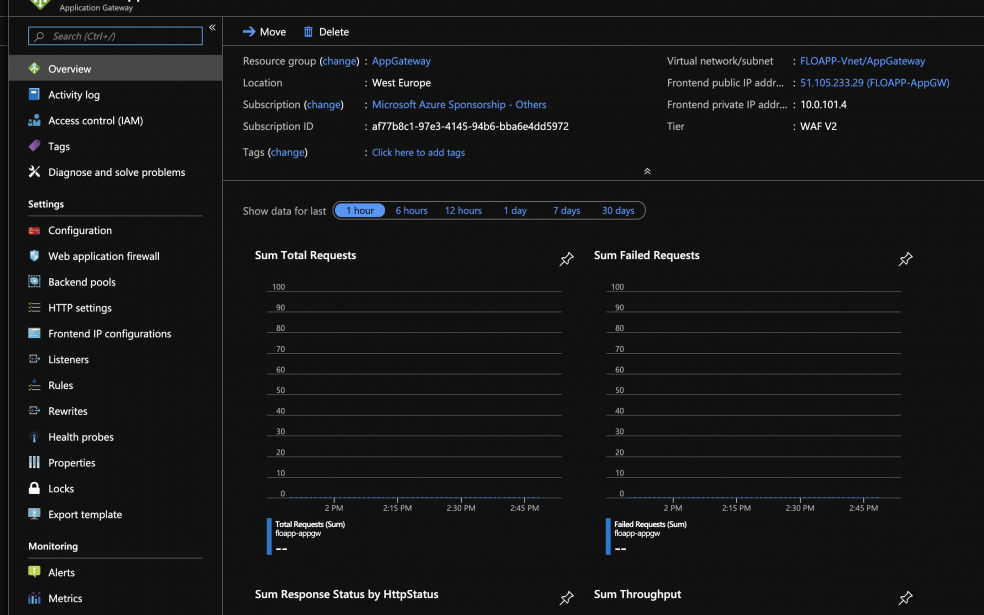 Application Gateway
Search (Ctrl+/)
«
Overview
Activity log
Access control (IAM)
Tags
Diagnose and solve problems
Settings
Configuration
Web application firewall
Backend pools
HTTP settings
Frontend IP configurations
Listeners
Rules
Rewrites
Health probes
Properties
Locks
Export template
Monitoring
Alerts
Metrics
Move Delete
Resource group (change) : AppGateway
Location : West Europe
Subscription (change) : Microsoft Azure Sponsorship - Others
Subscription ID : af77b8c1-97e3-4145-94b6-bba6e4dd5972
Tags (change) : Click here to add tags
Virtual network/subnet : FLOAPP-Vnet/AppGateway
Frontend public IP addr... : 51.105.233.29 (FLOAPP-AppGW)
Frontend private IP addr... : 10.0.101.4
Tier : WAF V2
Show data for last 1 hour 6 hours 12 hours 1 day 7 days 30 days
Sum Total Requests
100
90
80
70
60
50
40
30
20
10
0
2 PM 2:15 PM 2:30 PM 2:45 PM
Total Requests (Sum)
floapp-appgw
--
Sum Failed Requests
100
90
80
70
60
50
40
30
20
10
0
2 PM 2:15 PM 2:30 PM 2:45 PM
Failed Requests (Sum)
floapp-appgw
--
Sum Response Status by HttpStatus
Sum Throughput